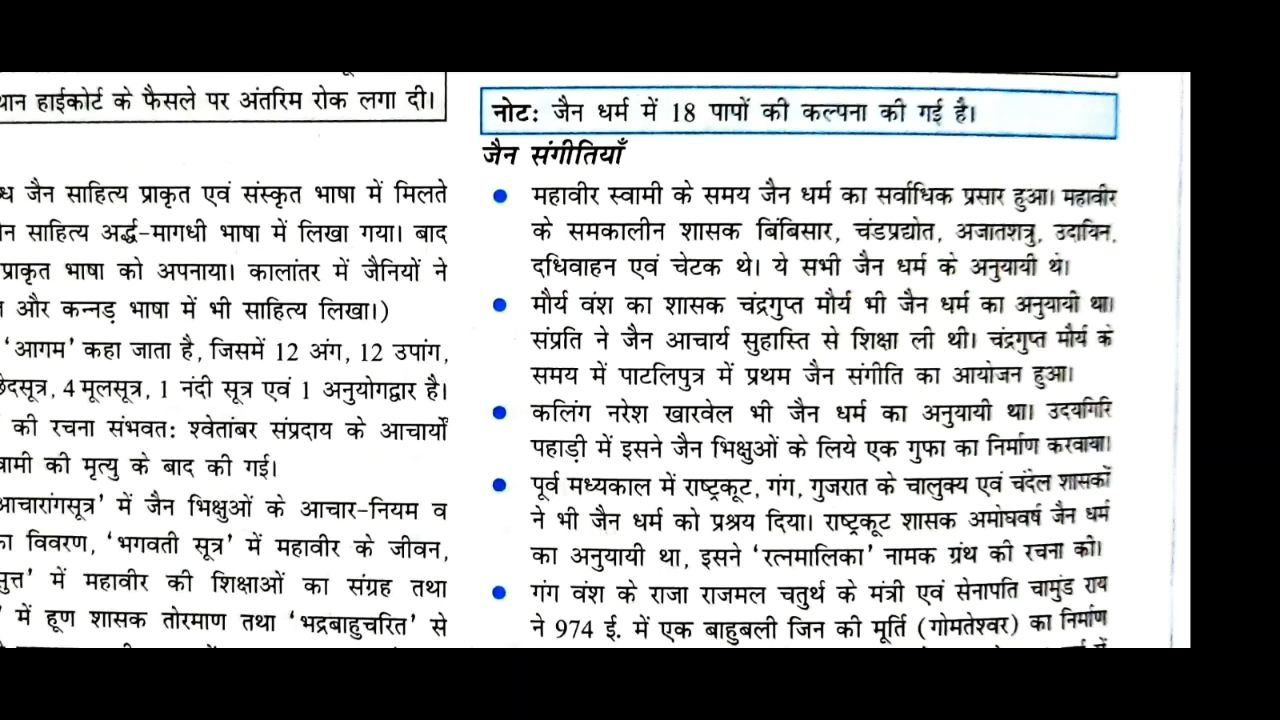 थान हाईकोर्ट के फैसले पर अंतरिम रोक लगा दी।
जैन साहित्य प्राकृत एवं संस्कृत भाषा में मिलते
साहित्य अर्द्ध-मागधी भाषा में लिखा गया। बाद
प्राकृत भाषा को अपनाया। कालांतर में जैनियों ने
और कन्नड़ भाषा में भी साहित्य लिखा।)
'आगम' कहा जाता है, जिसमें 12 अंग, 12 उपांग,
छेदसूत्र, 4 मूलसूत्र, 1 नंदी सूत्र एवं 1 अनुयोगद्वार है।
की रचना संभवतः श्वेतांबर संप्रदाय के आचार्यों
वामी की मृत्यु के बाद की गई।
आचारांगसूत्र' में जैन भिक्षुओं के आचार-नियम व
का विवरण, 'भगवती सूत्र' में महावीर के जीवन,
सुत्त' में महावीर की शिक्षाओं का संग्रह तथा
' में हूण शासक तोरमाण तथा 'भद्रबाहुचरित' से
नोट: जैन धर्म में 18 पापों की कल्पना की गई है।
जैन संगीतियाँ
• महावीर स्वामी के समय जैन धर्म का सर्वाधिक प्रसार हुआ। महावीर
के समकालीन शासक बिंबिसार, चंडप्रद्योत, अजातशत्रु, उदायिन,
दधिवाहन एवं चेटक थे। ये सभी जैन धर्म के अनुयायी थे।
• मौर्य वंश का शासक चंद्रगुप्त मौर्य भी जैन धर्म का अनुयायी था।
संप्रति ने जैन आचार्य सुहास्ति से शिक्षा ली थी। चंद्रगुप्त मौर्य के
समय में पाटलिपुत्र में प्रथम जैन संगीति का आयोजन हुआ।
• कलिंग नरेश खारवेल भी जैन धर्म का अनुयायी था। उदयगिरि
पहाड़ी में इसने जैन भिक्षुओं के लिये एक गुफा का निर्माण करवाया।
• पूर्व मध्यकाल में राष्ट्रकूट, गंग, गुजरात के चालुक्य एवं चंदेल शासकों
ने भी जैन धर्म को प्रश्रय दिया। राष्ट्रकूट शासक अमोघवर्ष जैन धर्म
का अनुयायी था, इसने 'रत्नमालिका' नामक ग्रंथ की रचना की।
• गंग वंश के राजा राजमल चतुर्थ के मंत्री एवं सेनापति चामुंड राय
ने 974 ई. में एक बाहुबली जिन की मूर्ति (गोमतेश्वर) का निर्माण